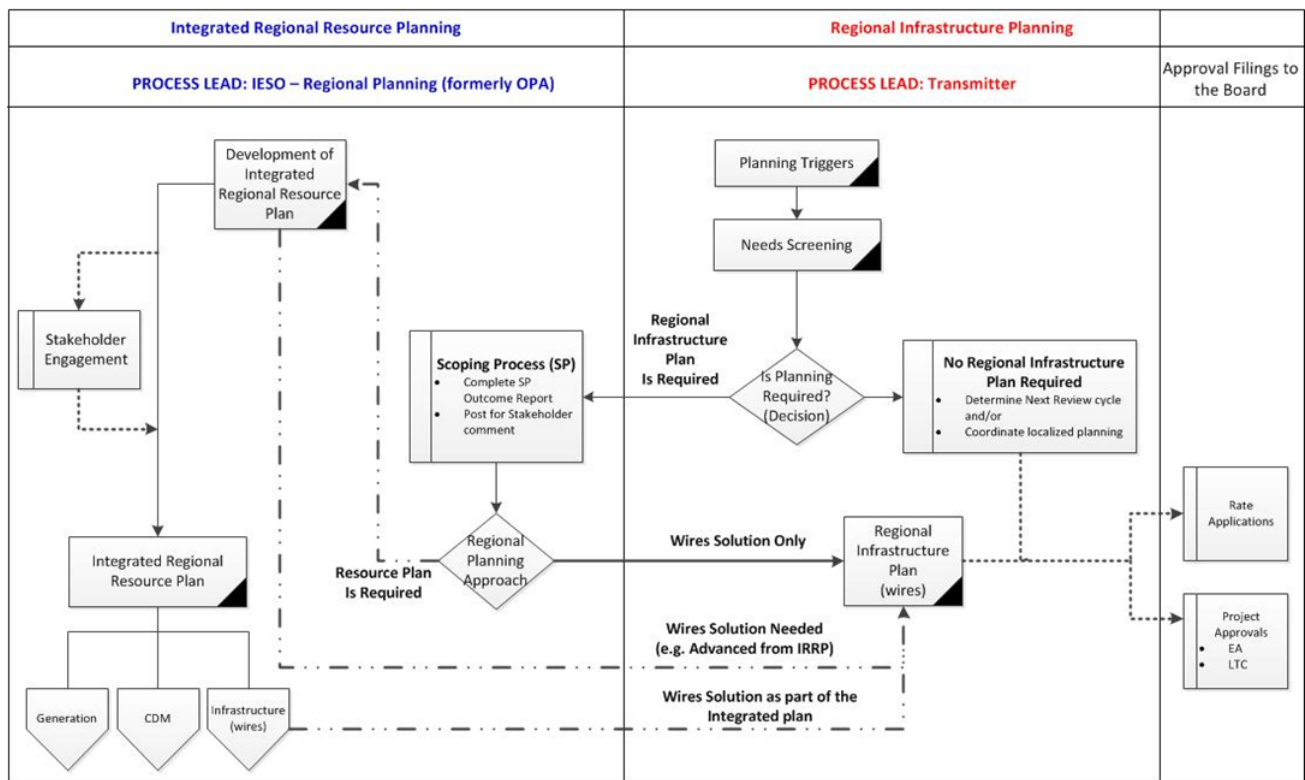 Integrated Regional Resource Planning
Regional Infrastructure Planning
PROCESS LEAD: IESO – Regional Planning (formerly OPA)
PROCESS LEAD: Transmitter
Approval Filings to
the Board
Development of
Integrated
Regional Resource
Plan
Planning Triggers
Needs Screening
Stakeholder
Engagement
Regional
Infrastructure
Plan
Is Required
Scoping Process (SP)
• Complete SP
Outcome Report
• Post for Stakeholder
comment
Is Planning
Required?
(Decision)
No Regional Infrastructure
Plan Required
• Determine Next Review cycle
and/or
• Coordinate localized planning
Rate
Applications
Integrated Regional
Resource Plan
Resource Plan
Is Required
Regional
Planning
Approach
Wires Solution Only
Regional
Infrastructure
Plan
(wires)
Project
Approvals
• EA
• LTC
Wires Solution Needed
(e.g. Advanced from IRRP)
Wires Solution as part of the
Integrated plan
Generation
CDM
Infrastructure
(wires)